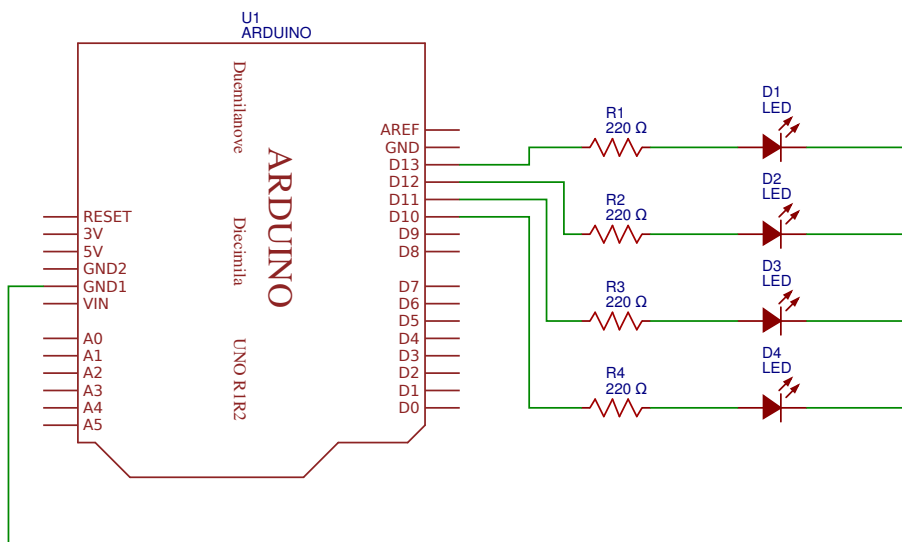 U1
ARDUINO
Duemilanove
Diecimila
UNO R1R2
ARDUINO
RESET
3V
5V
GND2
GND1
VIN
A0
A1
A2
A3
A4
A5
AREF
GND
D13
D12
D11
D10
D9
D8
D7
D6
D5
D4
D3
D2
D1
D0
R1
220 Ω
R2
220 Ω
R3
220 Ω
R4
220 Ω
D1
LED
D2
LED
D3
LED
D4
LED